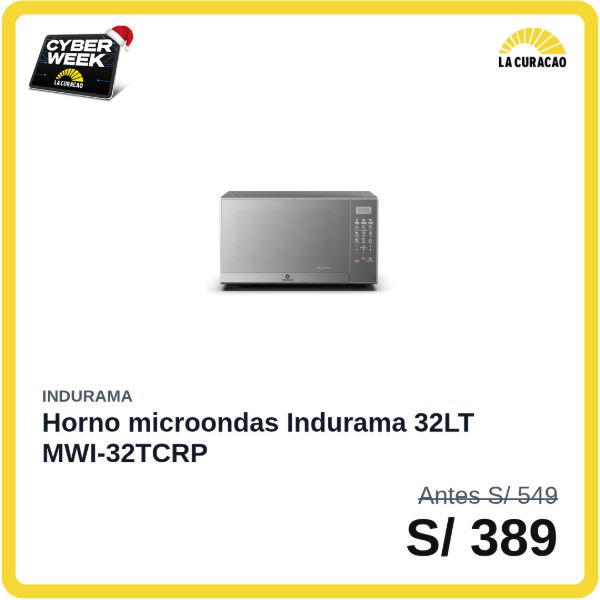 CYBER
WEEK
LA CURACAO
LA CURACAO
INDURAMA
Horno microondas Indurama 32LT
MWI-32TCRP
Antes S/ 549
S/ 389